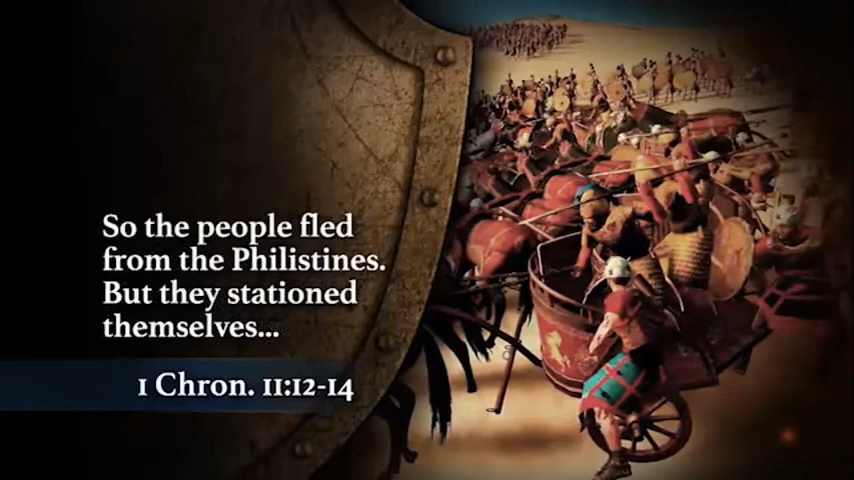 So the people fled
from the Philistines.
But they stationed
themselves...
1 Chron. 11:12-14